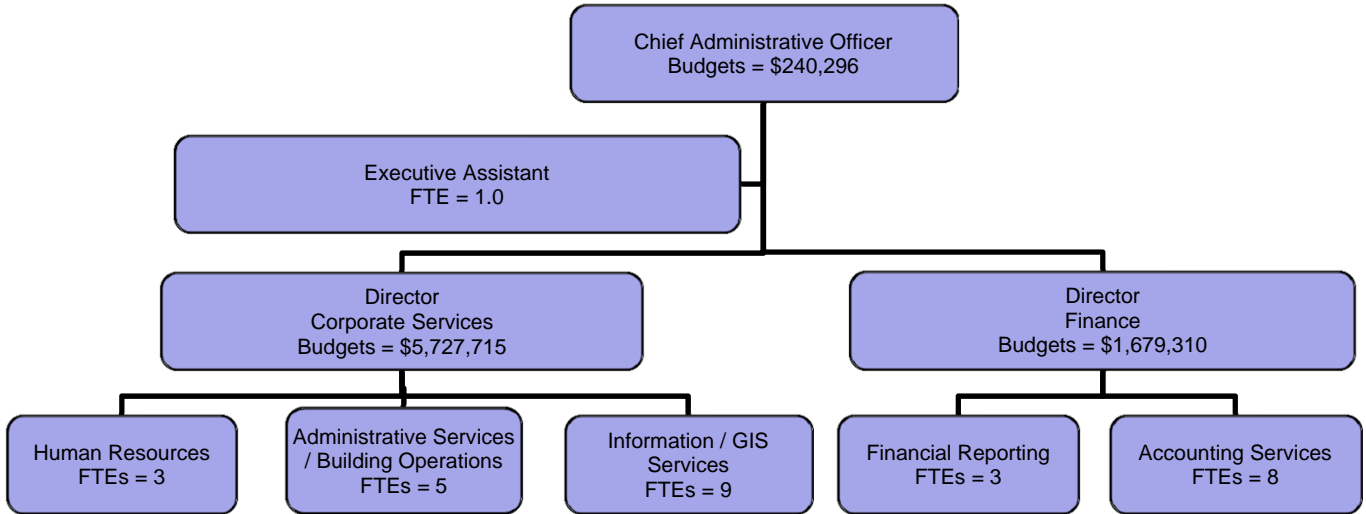 Chief Administrative Officer
Budgets = $240,296
Executive Assistant
FTE = 1.0
Director
Corporate Services
Budgets = $5,727,715
Director
Finance
Budgets = $1,679,310
Human Resources
FTEs = 3
Administrative Services
/ Building Operations
FTEs = 5
Information / GIS
Services
FTEs = 9
Financial Reporting
FTEs = 3
Accounting Services
FTEs = 8